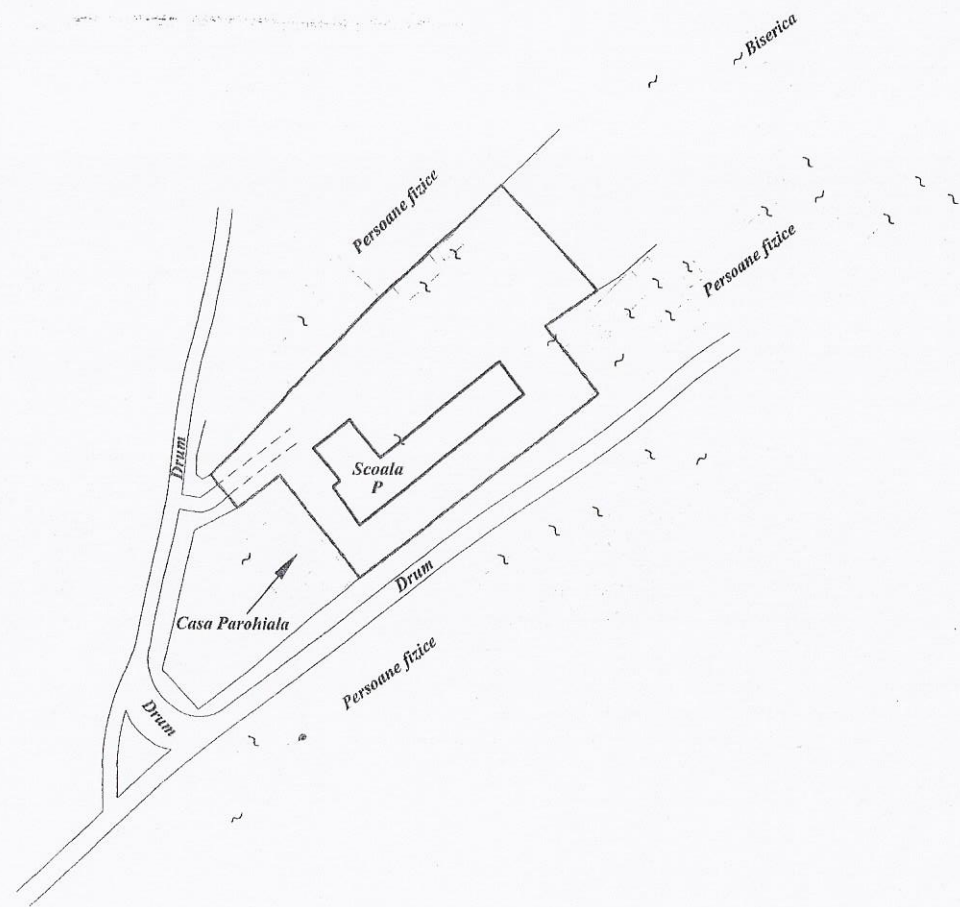 Biserica
Persoane fizice
Persoane fizice
Drum
Scoala
P
Drum
Casa Parohiala
Persoane fizice
Drum